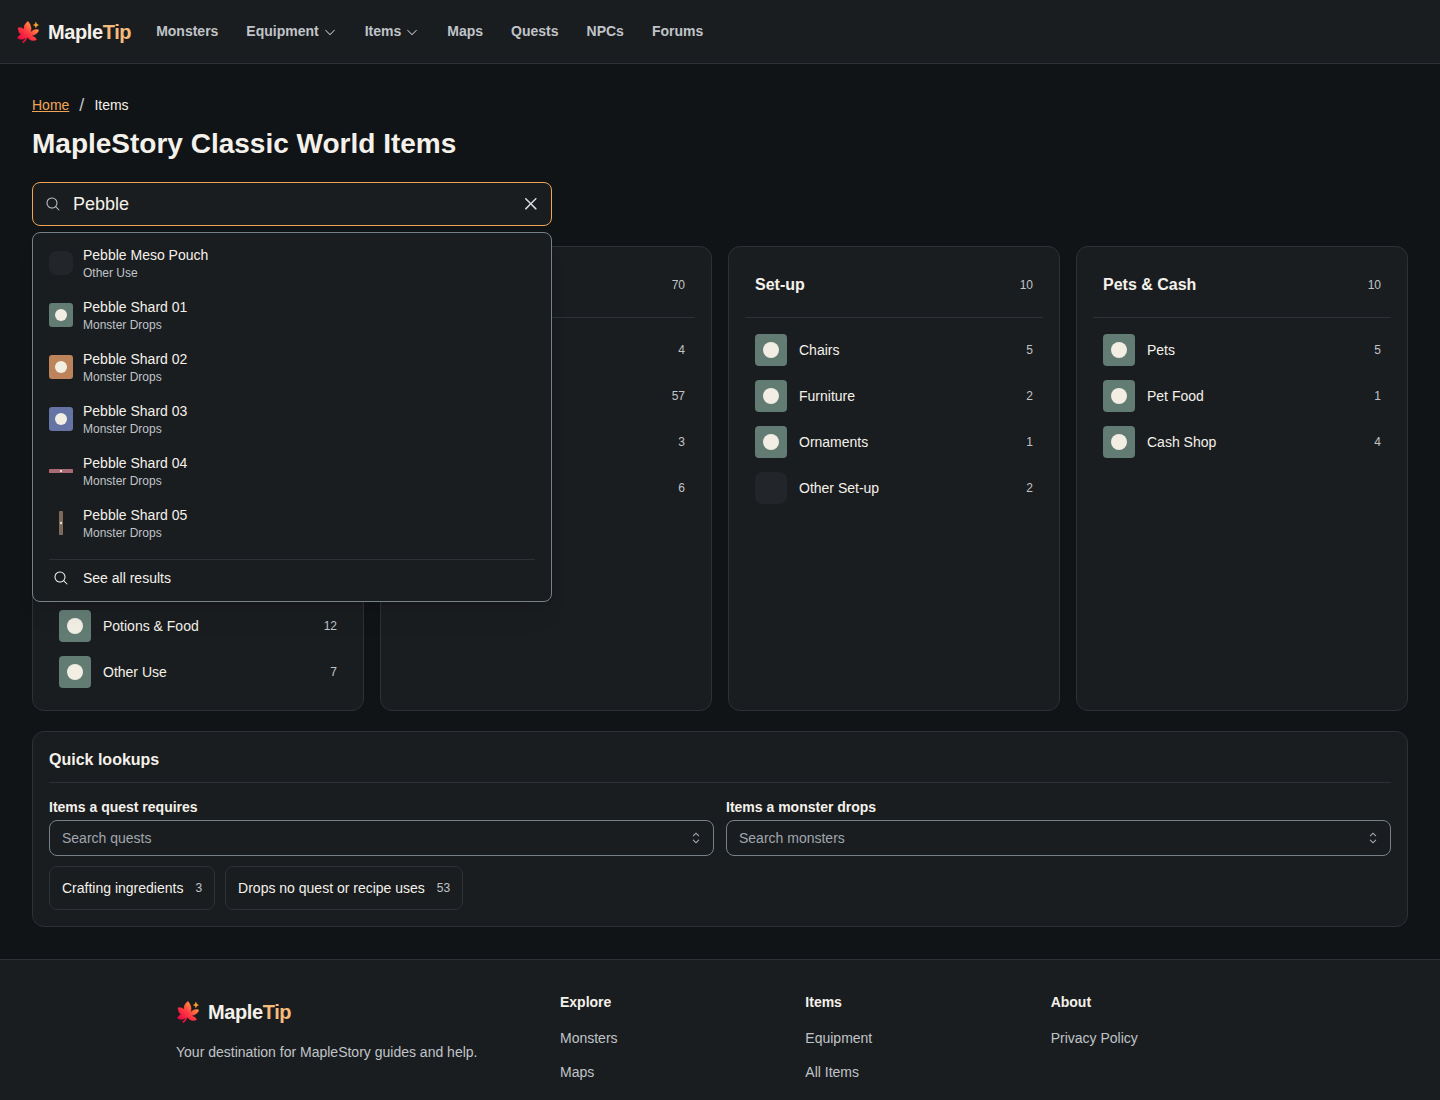 MapleTip
Monsters
Equipment
Items
Maps
Quests
NPCs
Forums
Home / Items
MapleStory Classic World Items
Pebble
Pebble Meso Pouch
Other Use
Pebble Shard 01
Monster Drops
Pebble Shard 02
Monster Drops
Pebble Shard 03
Monster Drops
Pebble Shard 04
Monster Drops
Pebble Shard 05
Monster Drops
See all results
Potions & Food 12
Other Use 7
70
4
57
3
6
Set-up 10
Chairs 5
Furniture 2
Ornaments 1
Other Set-up 2
Pets & Cash 10
Pets 5
Pet Food 1
Cash Shop 4
Quick lookups
Items a quest requires
Search quests
Items a monster drops
Search monsters
Crafting ingredients 3
Drops no quest or recipe uses 53
MapleTip
Your destination for MapleStory guides and help.
Explore
Monsters
Maps
Items
Equipment
All Items
About
Privacy Policy